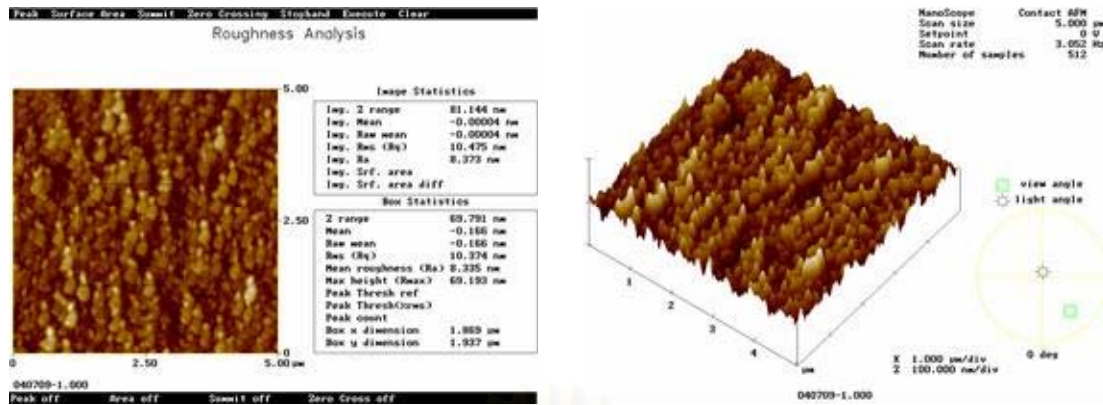 Peak Surface Area Summit Zero Crossing Stopband Execute Clear
Roughness Analysis
5.00
2.50
0
0 2.50 5.00 μm
Image Statistics
Img. Z range 81.144 nm
Img. Mean -0.00004 nm
Img. Raw mean -0.00004 nm
Img. Rms (Rq) 10.475 nm
Img. Ra 8.373 nm
Img. Srf. area
Img. Srf. area diff
Box Statistics
Z range 69.791 nm
Mean -0.166 nm
Raw mean -0.166 nm
Rms (Rq) 10.374 nm
Mean roughness (Ra) 8.335 nm
Max height (Rmax) 69.193 nm
Peak Thresh ref
Peak Thresh(xrms)
Peak count
Box x dimension 1.869 μm
Box y dimension 1.937 μm
040709-1.000
Peak off Area off Summit off Zero Cross off
NanoScope Contact AFM
Scan size 5.000 μm
Setpoint 0 V
Scan rate 3.052 Hz
Number of samples 512
view angle
light angle
1
2
3
4
μm
X 1.000 μm/div
Z 100.000 nm/div
0 deg
040709-1.000